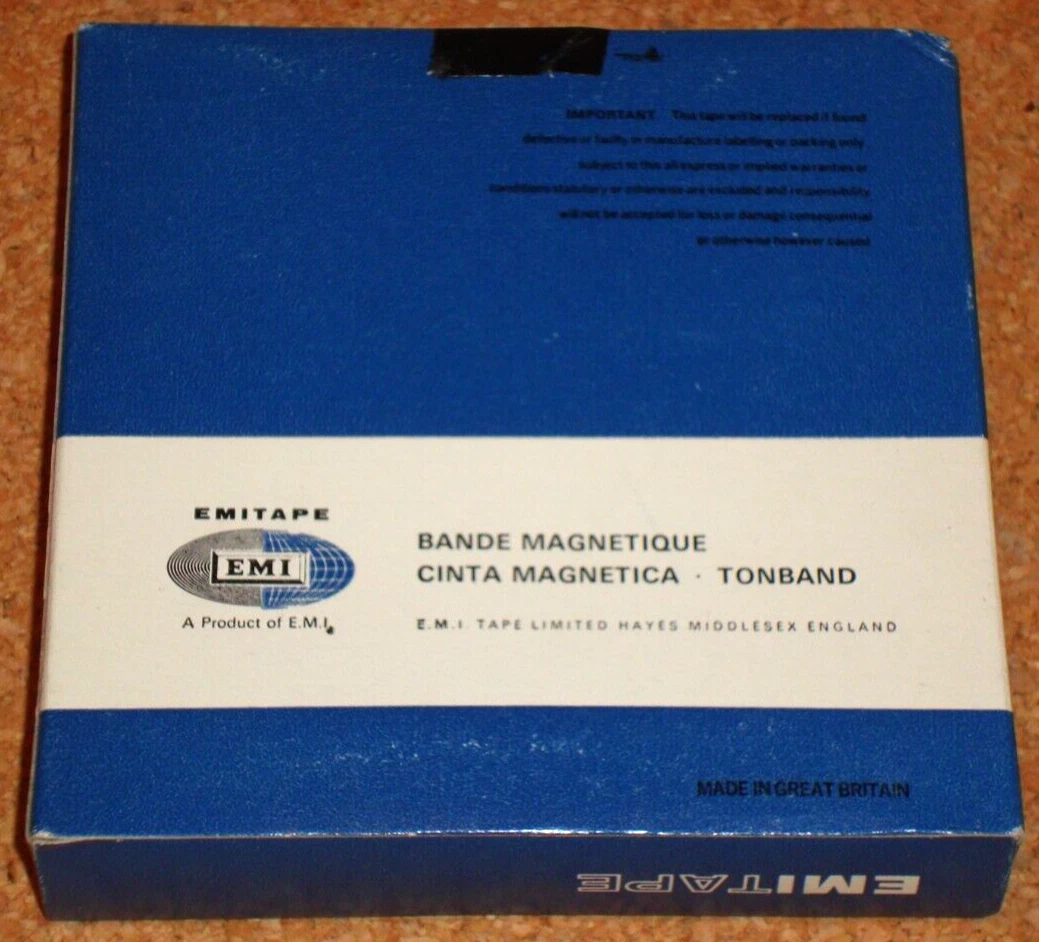 IMPORTANT. This tape will be replaced if found
defective or faulty in manufacture labelling or packing only
subject to this all express or implied warranties or
conditions statutory or otherwise are excluded and responsibility
will not be accepted for loss or damage consequential
or otherwise however caused
EMITAPE
EMI
A Product of E.M.I.
BANDE MAGNETIQUE
CINTA MAGNETICA · TONBAND
E.M.I. TAPE LIMITED HAYES MIDDLESEX ENGLAND
MADE IN GREAT BRITAIN
EMITAPE